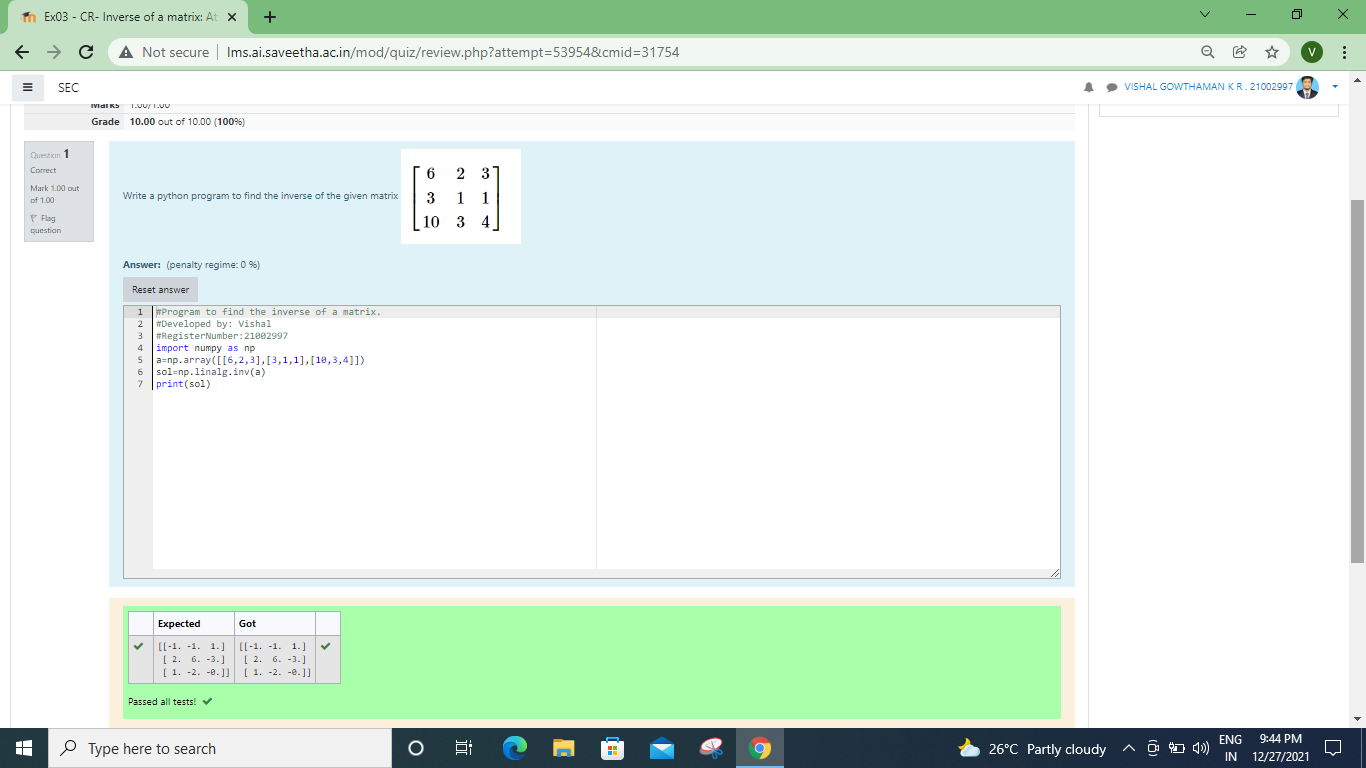 Ex03 - CR- Inverse of a matrix: At
Not secure | lms.ai.saveetha.ac.in/mod/quiz/review.php?attempt=53954&cmid=31754
V
SEC
VISHAL GOWTHAMAN K R . 21002997
Marks 1.00/1.00
Grade 10.00 out of 10.00 (100%)
Question 1
Correct
Mark 1.00 out
of 1.00
Flag
question
Write a python program to find the inverse of the given matrix
6 2 3
3 1 1
10 3 4
Answer: (penalty regime: 0 %)
Reset answer
1 #Program to find the inverse of a matrix.
2 #Developed by: Vishal
3 #RegisterNumber:21002997
4 import numpy as np
5 a=np.array([[6,2,3],[3,1,1],[10,3,4]])
6 sol=np.linalg.inv(a)
7 print(sol)
Expected Got
[[-1. -1. 1.] [[-1. -1. 1.]
[ 2. 6. -3.] [ 2. 6. -3.]
[ 1. -2. -0.]] [ 1. -2. -0.]]
Passed all tests!
Type here to search
26°C Partly cloudy
ENG
IN
9:44 PM
12/27/2021